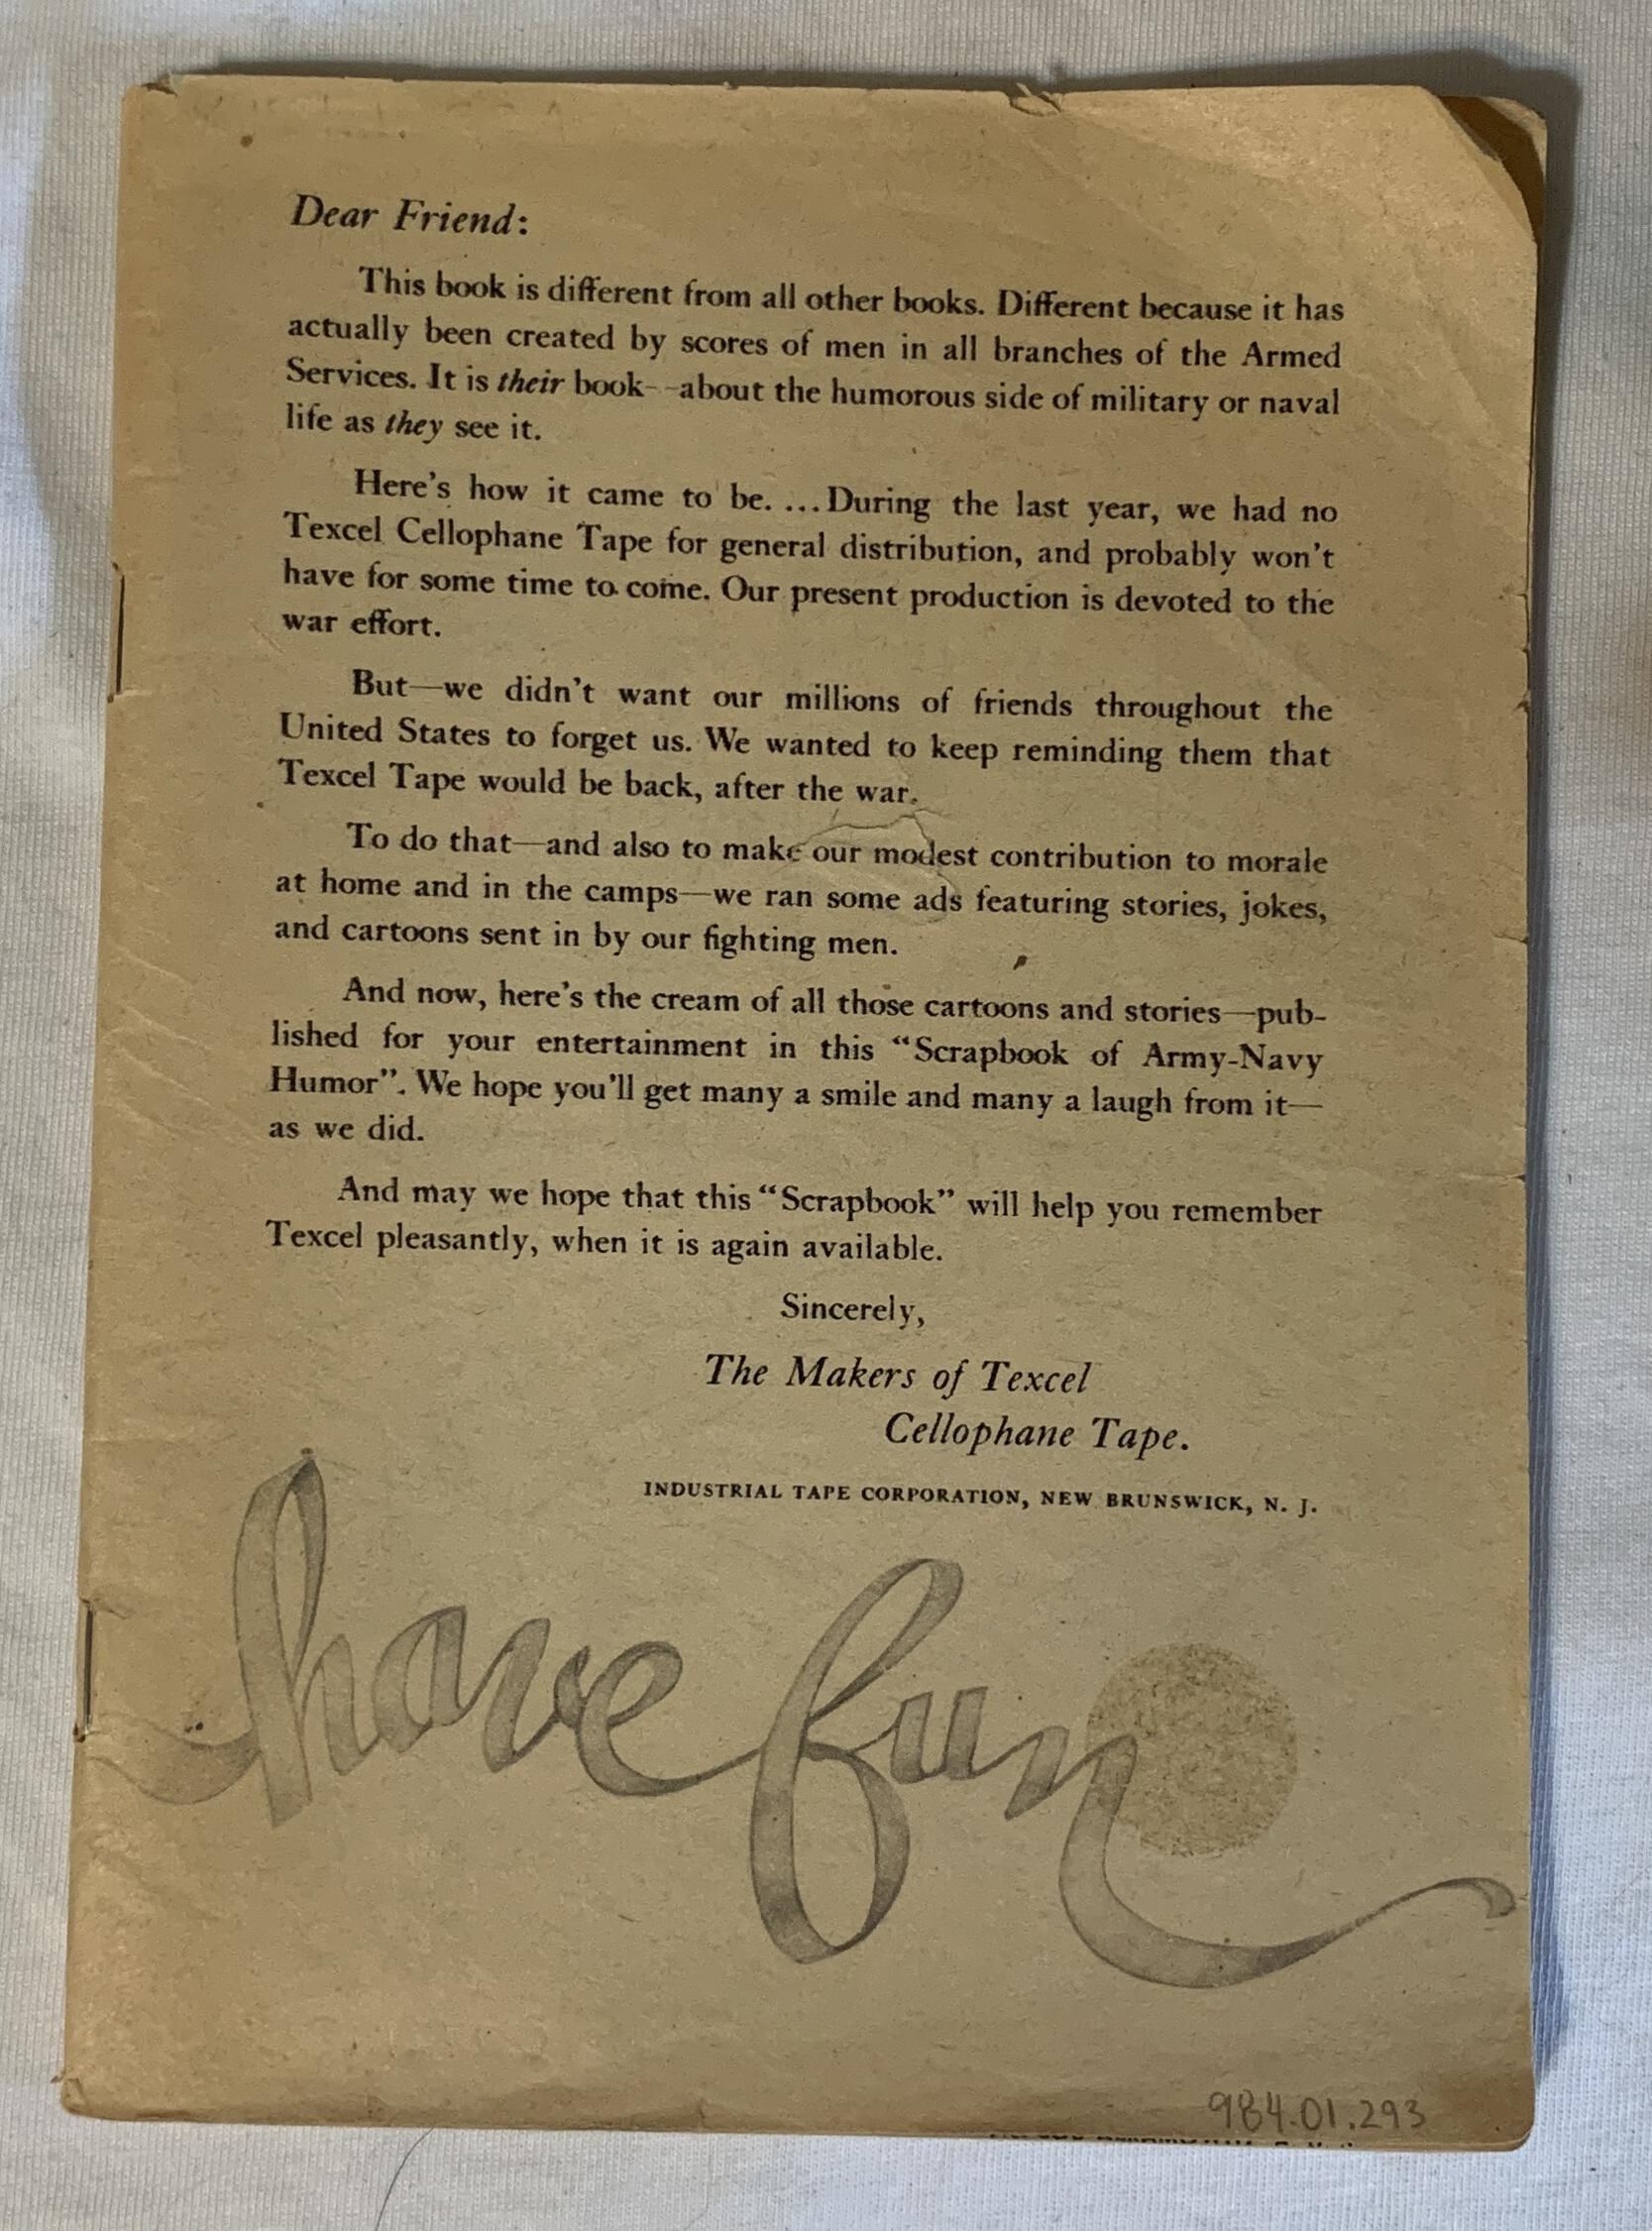 Dear Friend:
This book is different from all other books. Different because it has
actually been created by scores of men in all branches of the Armed
Services. It is their book--about the humorous side of military or naval
life as they see it.
Here's how it came to be. ...During the last year, we had no
Texcel Cellophane Tape for general distribution, and probably won't
have for some time to come. Our present production is devoted to the
war effort.
But—we didn't want our millions of friends throughout the
United States to forget us. We wanted to keep reminding them that
Texcel Tape would be back, after the war.
To do that—and also to make our modest contribution to morale
at home and in the camps—we ran some ads featuring stories, jokes,
and cartoons sent in by our fighting men.
And now, here's the cream of all those cartoons and stories—pub-
lished for your entertainment in this “Scrapbook of Army-Navy
Humor”. We hope you'll get many a smile and many a laugh from it—
as we did.
And may we hope that this “Scrapbook” will help you remember
Texcel pleasantly, when it is again available.
Sincerely,
The Makers of Texcel
Cellophane Tape.
INDUSTRIAL TAPE CORPORATION, NEW BRUNSWICK, N. J.
have fun
984.01.293